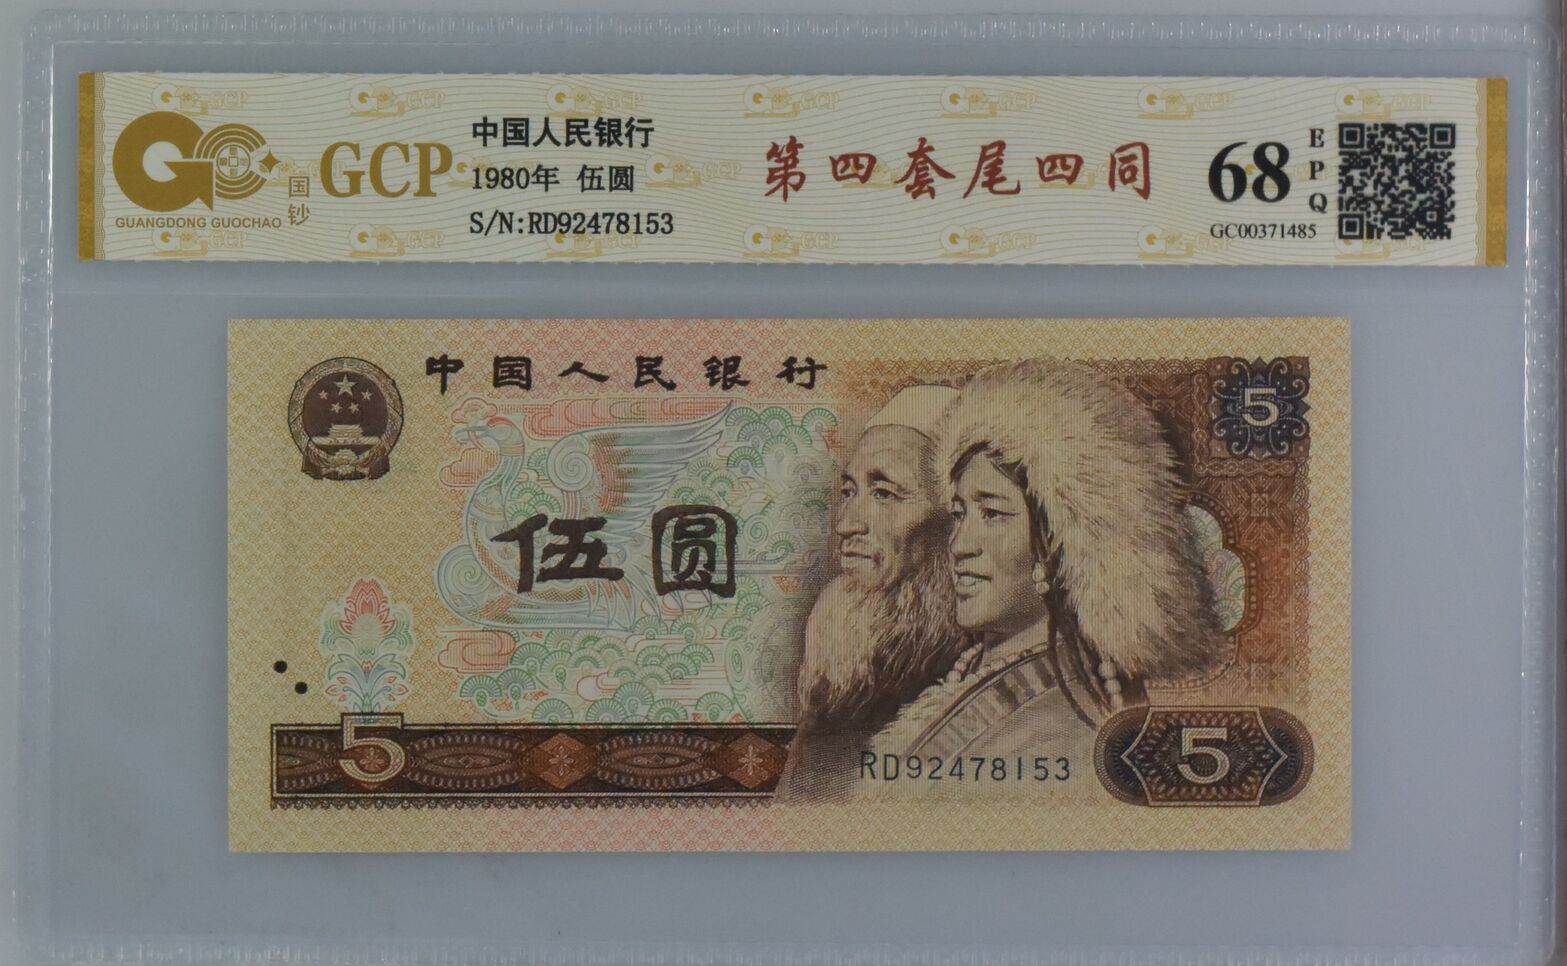 GCP
GUANGDONG GUOCHAO
国钞
中国人民银行
1980年 伍圆
S/N:RD92478153
第四套尾四同
68
EPQ
GC00371485
中国人民银行
5
伍圆
5
RD92478153
5